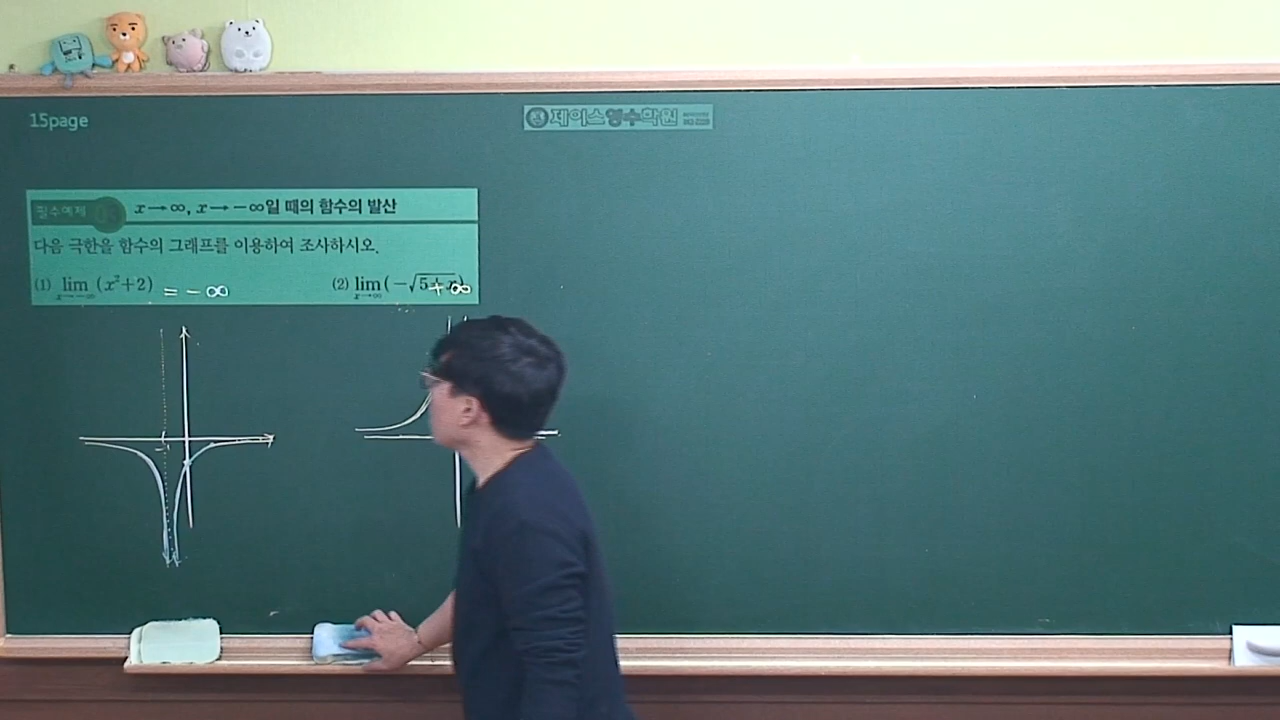 15page
제이스영수학원
필수예제 x→∞, x→-∞일 때의 함수의 발산
다음 극한을 함수의 그래프를 이용하여 조사하시오.
(1) lim x→-∞ (x²+2) = -∞ (2) lim x→∞ (-√5+x) +∞